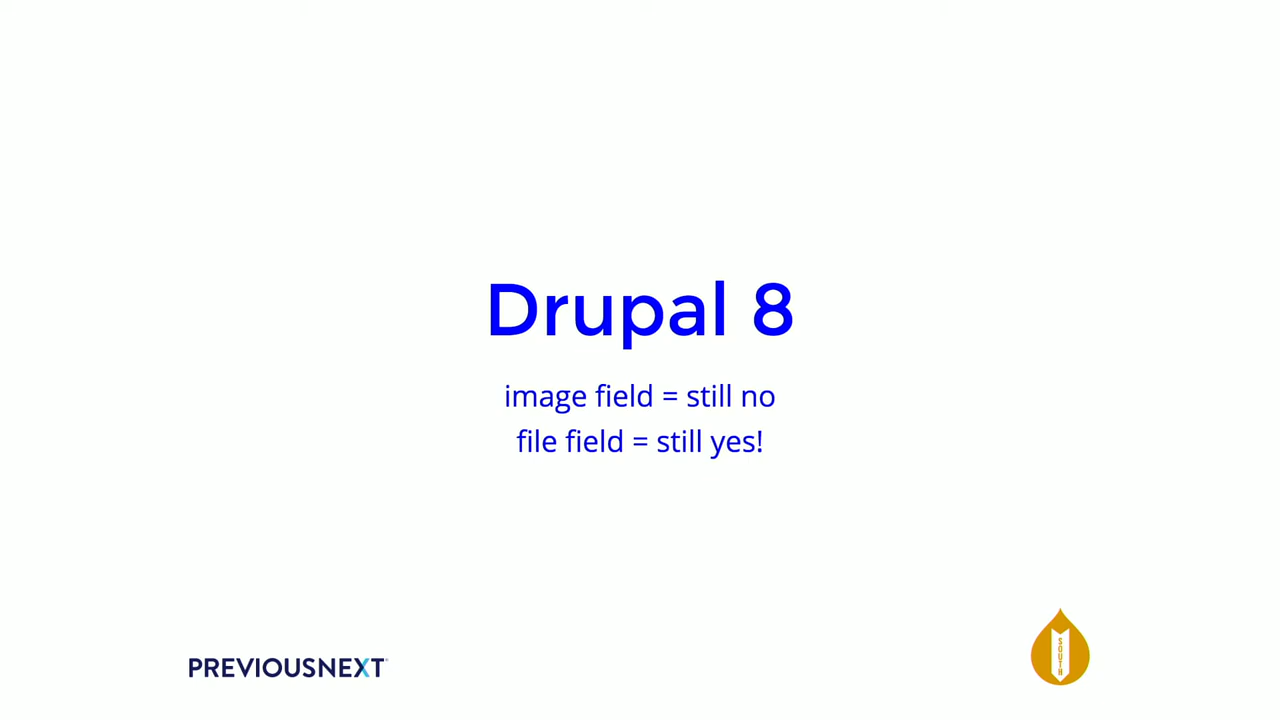 Drupal 8
image field = still no
file field = still yes!
PREVIOUSNEXT
SOUTH